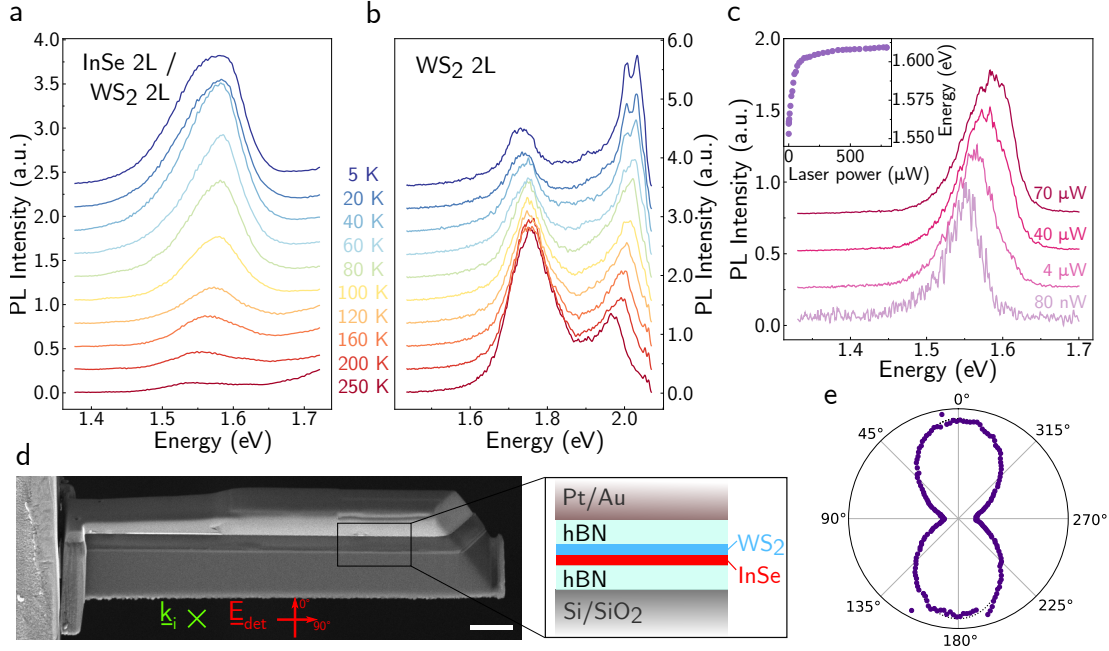 a
InSe 2L /
WS2 2L
PL Intensity (a.u.)
4.0
3.5
3.0
2.5
2.0
1.5
1.0
0.5
0.0
1.4 1.5 1.6 1.7
Energy (eV)
5 K
20 K
40 K
60 K
80 K
100 K
120 K
160 K
200 K
250 K
b
WS2 2L
6.0
5.0
4.0
3.0
2.0
1.0
0.0
PL Intensity (a.u.)
1.6 1.8 2.0
Energy (eV)
c
PL Intensity (a.u.)
2.0
1.5
1.0
0.5
0.0
1.4 1.5 1.6 1.7
Energy (eV)
1.600
1.575
1.550
Energy
(eV)
0 500
Laser power (µW)
70 µW
40 µW
4 µW
80 nW
d
k_i
E_det
0°
90°
Pt/Au
hBN
WS2
InSe
hBN
Si/SiO2
e
0°
45°
315°
90°
270°
135°
225°
180°